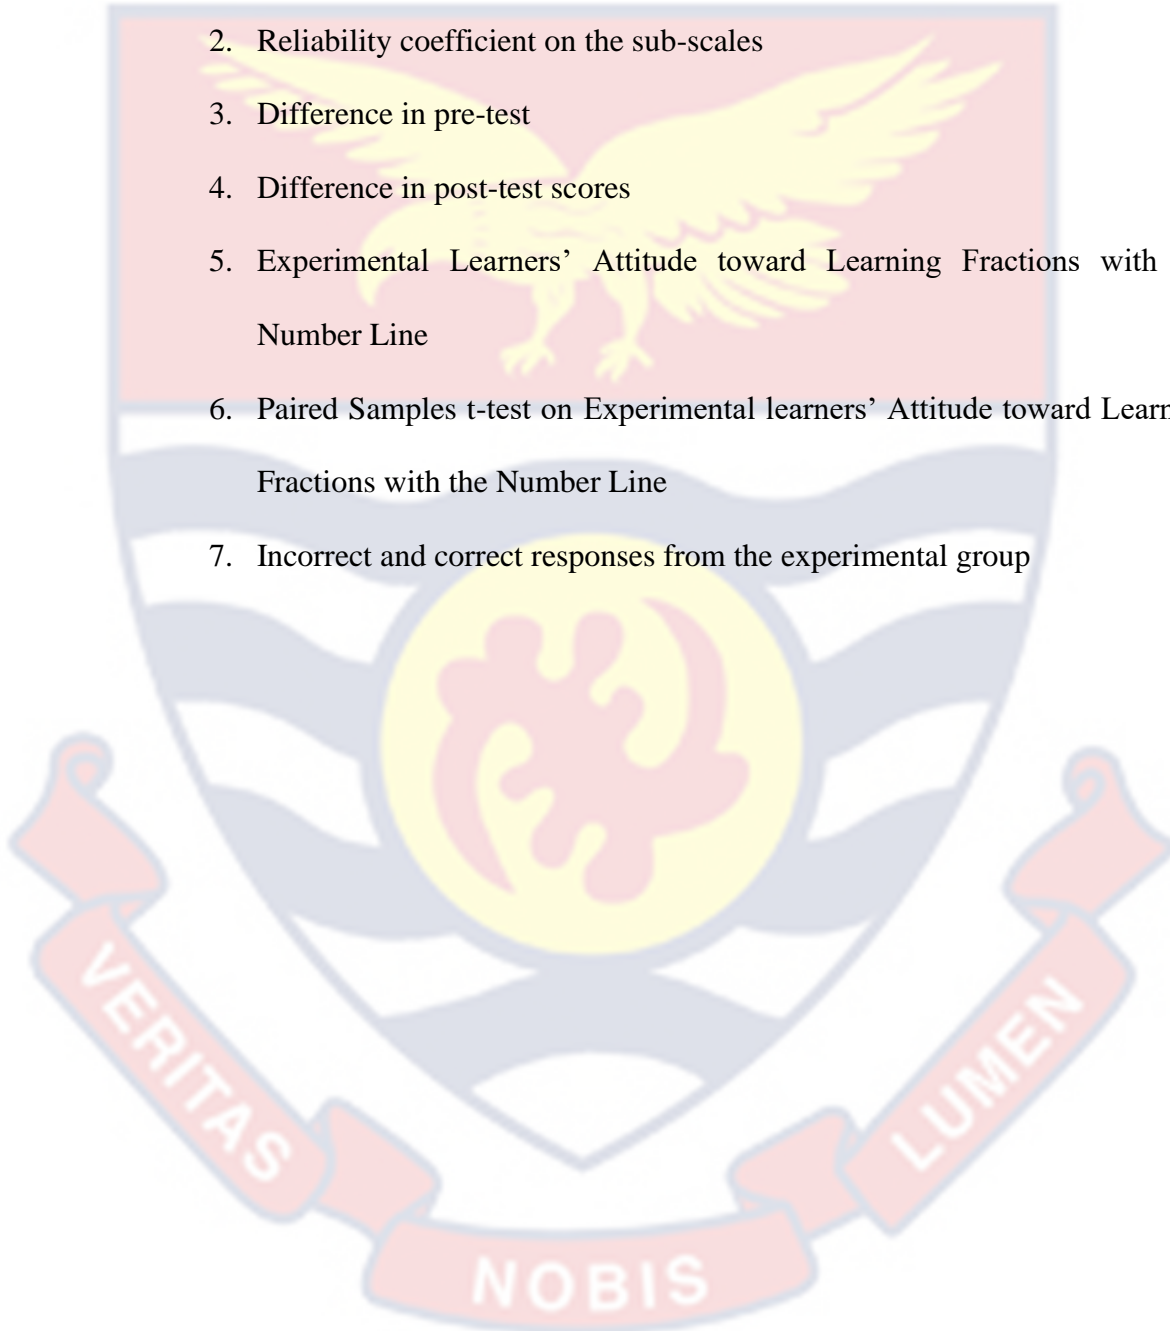 2. Reliability coefficient on the sub-scales
3. Difference in pre-test
4. Difference in post-test scores
5. Experimental Learners’ Attitude toward Learning Fractions with
Number Line
6. Paired Samples t-test on Experimental learners’ Attitude toward Learn
Fractions with the Number Line
7. Incorrect and correct responses from the experimental group
VERITAS
NOBIS
LUMEN